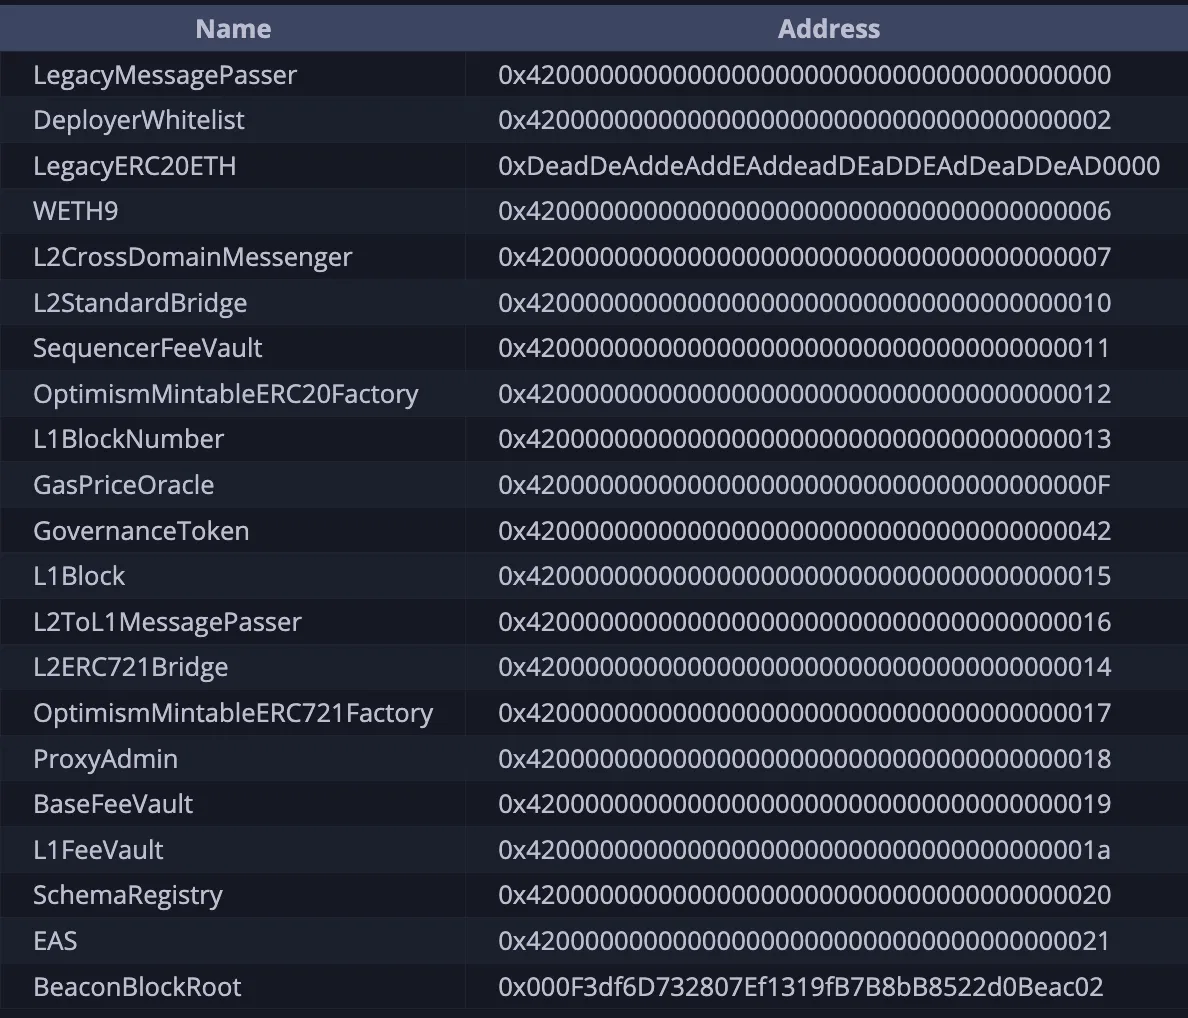 Name Address
LegacyMessagePasser 0x4200000000000000000000000000000000000000
DeployerWhitelist 0x4200000000000000000000000000000000000002
LegacyERC20ETH 0xDeadDeAddeAddEAddeadDEaDDEAdDeaDDeAD0000
WETH9 0x4200000000000000000000000000000000000006
L2CrossDomainMessenger 0x4200000000000000000000000000000000000007
L2StandardBridge 0x4200000000000000000000000000000000000010
SequencerFeeVault 0x4200000000000000000000000000000000000011
OptimismMintableERC20Factory 0x4200000000000000000000000000000000000012
L1BlockNumber 0x4200000000000000000000000000000000000013
GasPriceOracle 0x420000000000000000000000000000000000000F
GovernanceToken 0x4200000000000000000000000000000000000042
L1Block 0x4200000000000000000000000000000000000015
L2ToL1MessagePasser 0x4200000000000000000000000000000000000016
L2ERC721Bridge 0x4200000000000000000000000000000000000014
OptimismMintableERC721Factory 0x4200000000000000000000000000000000000017
ProxyAdmin 0x4200000000000000000000000000000000000018
BaseFeeVault 0x4200000000000000000000000000000000000019
L1FeeVault 0x420000000000000000000000000000000000001a
SchemaRegistry 0x4200000000000000000000000000000000000020
EAS 0x4200000000000000000000000000000000000021
BeaconBlockRoot 0x000F3df6D732807Ef1319fB7B8bB8522d0Beac02